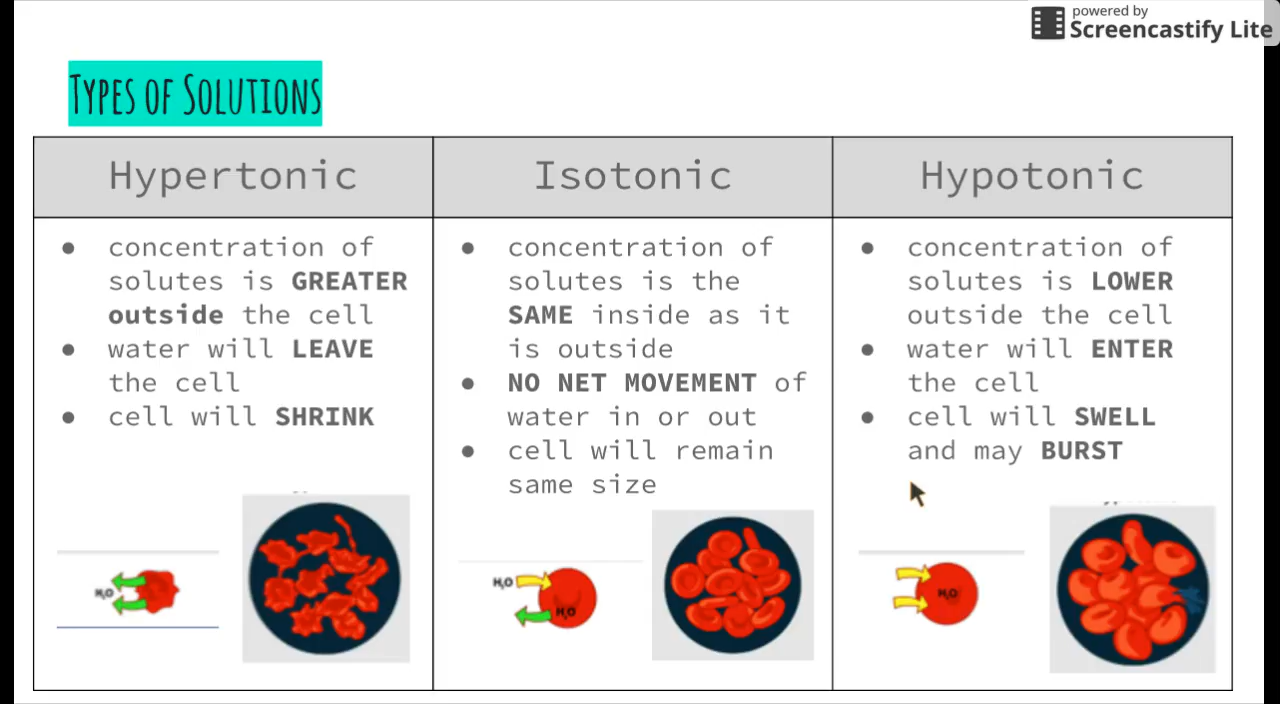 powered by
Screencastify Lite
Types of Solutions
Hypertonic
● concentration of
solutes is GREATER
outside the cell
● water will LEAVE
the cell
● cell will SHRINK
H₂O
Isotonic
● concentration of
solutes is the
SAME inside as it
is outside
● NO NET MOVEMENT of
water in or out
● cell will remain
same size
H₂O
H₂O
Hypotonic
● concentration of
solutes is LOWER
outside the cell
● water will ENTER
the cell
● cell will SWELL
and may BURST
H₂O